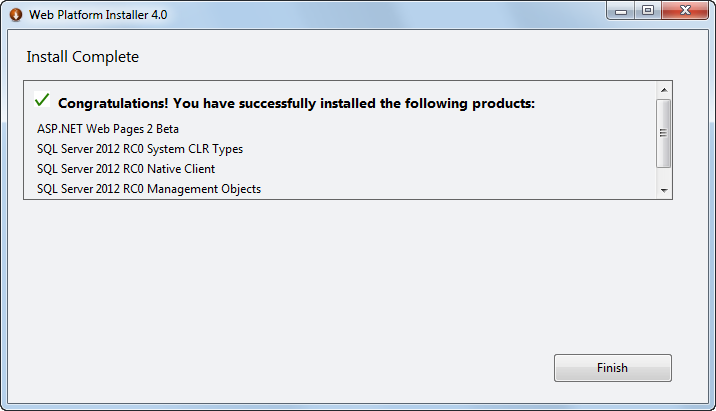 Web Platform Installer 4.0
Install Complete
Congratulations! You have successfully installed the following products:
ASP.NET Web Pages 2 Beta
SQL Server 2012 RC0 System CLR Types
SQL Server 2012 RC0 Native Client
SQL Server 2012 RC0 Management Objects
Finish